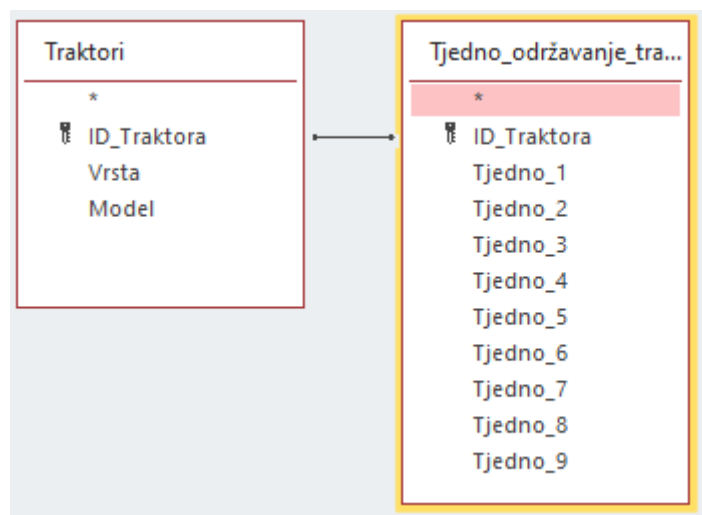 Traktori
*
ID_Traktora
Vrsta
Model
Tjedno_održavanje_tra...
*
ID_Traktora
Tjedno_1
Tjedno_2
Tjedno_3
Tjedno_4
Tjedno_5
Tjedno_6
Tjedno_7
Tjedno_8
Tjedno_9